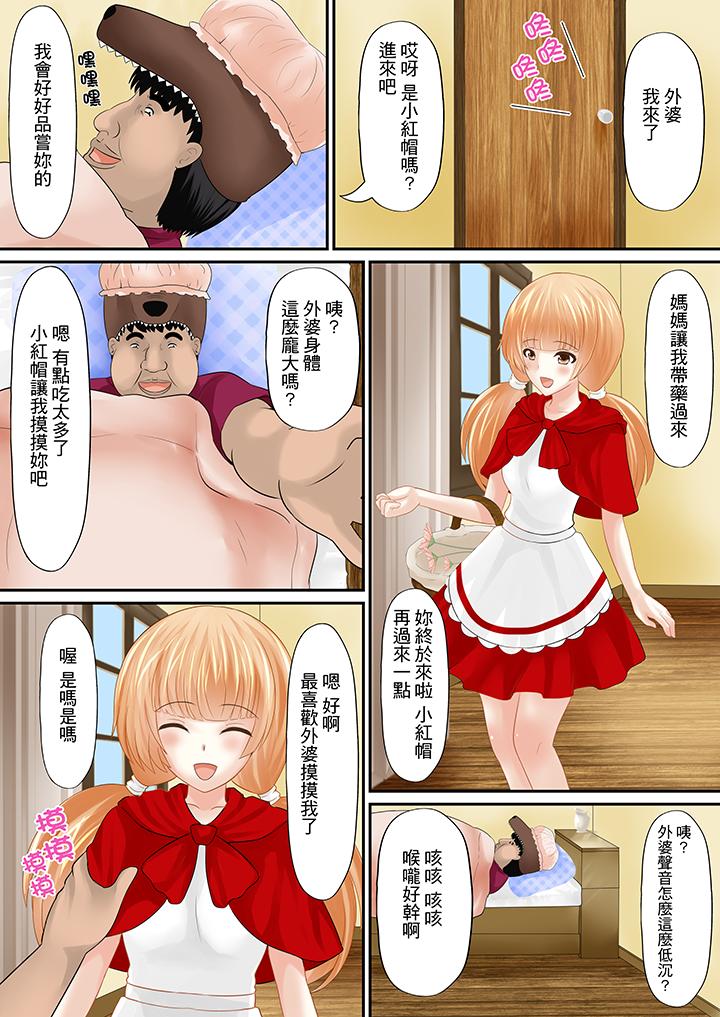 外婆
我來了
咚咚
咚咚
哎呀 是小紅帽嗎？
進來吧
嘿嘿嘿
我會好好品嘗妳的
媽媽讓我帶藥過來
妳終於來啦 小紅帽
再過來一點
咦？
外婆聲音怎麼這麼低沉？
咳咳 咳咳
喉嚨好幹啊
咦？
外婆身體
這麼龐大嗎？
嗯 有點吃太多了
小紅帽讓我摸摸妳吧
嗯 好啊
最喜歡外婆摸摸我了
喔 是嗎是嗎
摸摸
摸摸